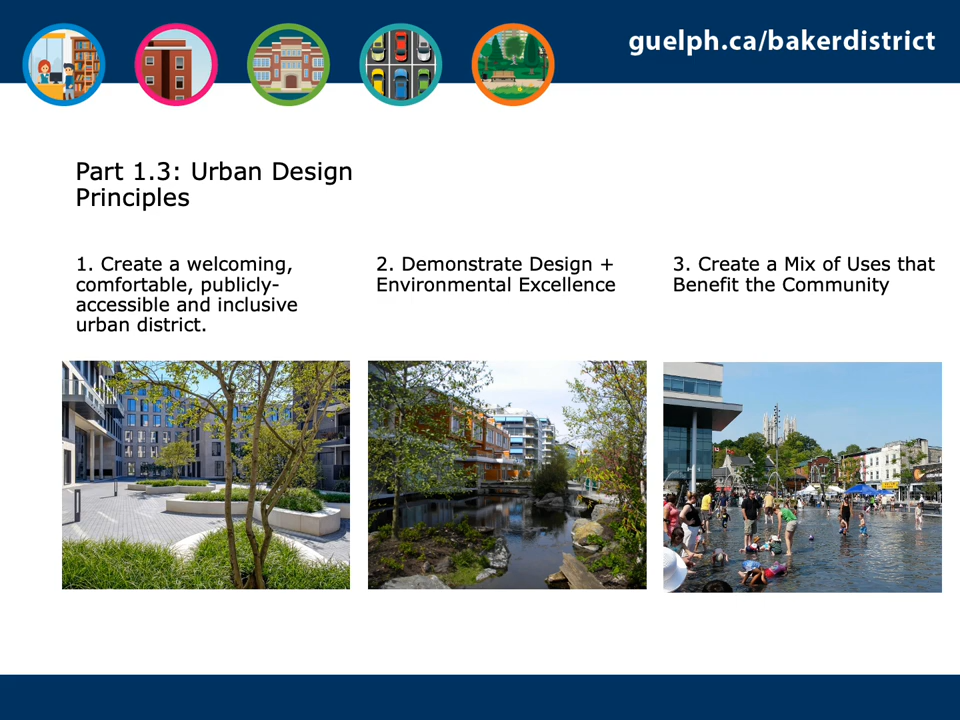 guelph.ca/bakerdistrict
Part 1.3: Urban Design
Principles
1. Create a welcoming,
comfortable, publicly-
accessible and inclusive
urban district.
2. Demonstrate Design +
Environmental Excellence
3. Create a Mix of Uses that
Benefit the Community